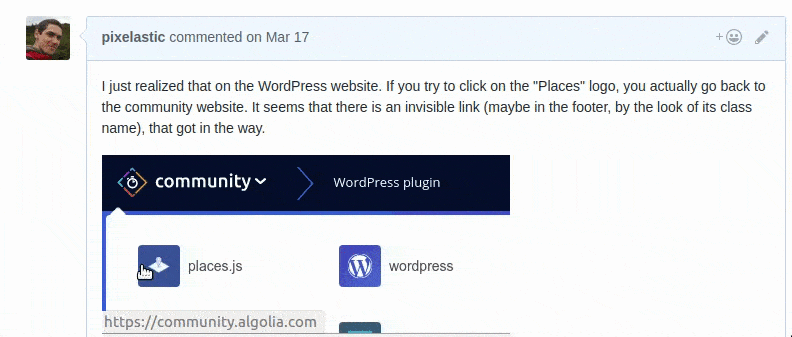 pixelastic commented on Mar 17
I just realized that on the WordPress website. If you try to click on the "Places" logo, you actually go back to
the community website. It seems that there is an invisible link (maybe in the footer, by the look of its class
name), that got in the way.
community WordPress plugin
places.js wordpress
https://community.algolia.com